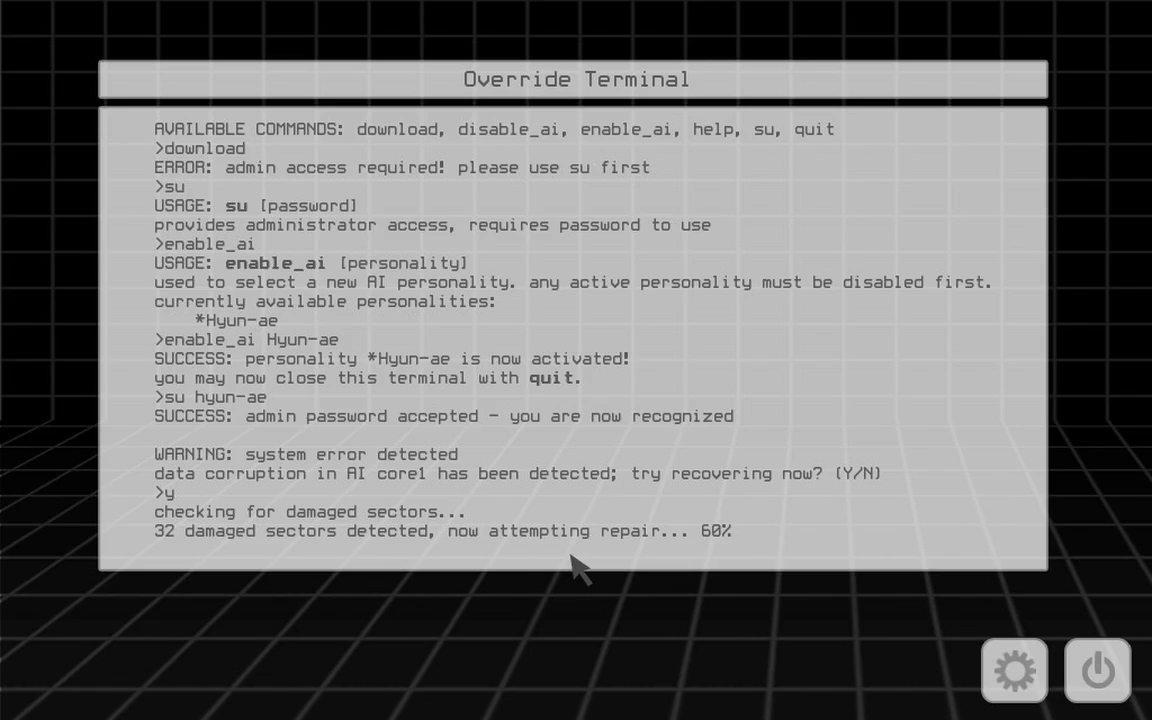 Override Terminal
AVAILABLE COMMANDS: download, disable_ai, enable_ai, help, su, quit
>download
ERROR: admin access required! please use su first
>su
USAGE: su [password]
provides administrator access, requires password to use
>enable_ai
USAGE: enable_ai [personality]
used to select a new AI personality. any active personality must be disabled first.
currently available personalities:
*Hyun-ae
>enable_ai Hyun-ae
SUCCESS: personality *Hyun-ae is now activated!
you may now close this terminal with quit.
>su hyun-ae
SUCCESS: admin password accepted - you are now recognized
WARNING: system error detected
data corruption in AI core1 has been detected; try recovering now? (Y/N)
>y
checking for damaged sectors...
32 damaged sectors detected, now attempting repair... 60%